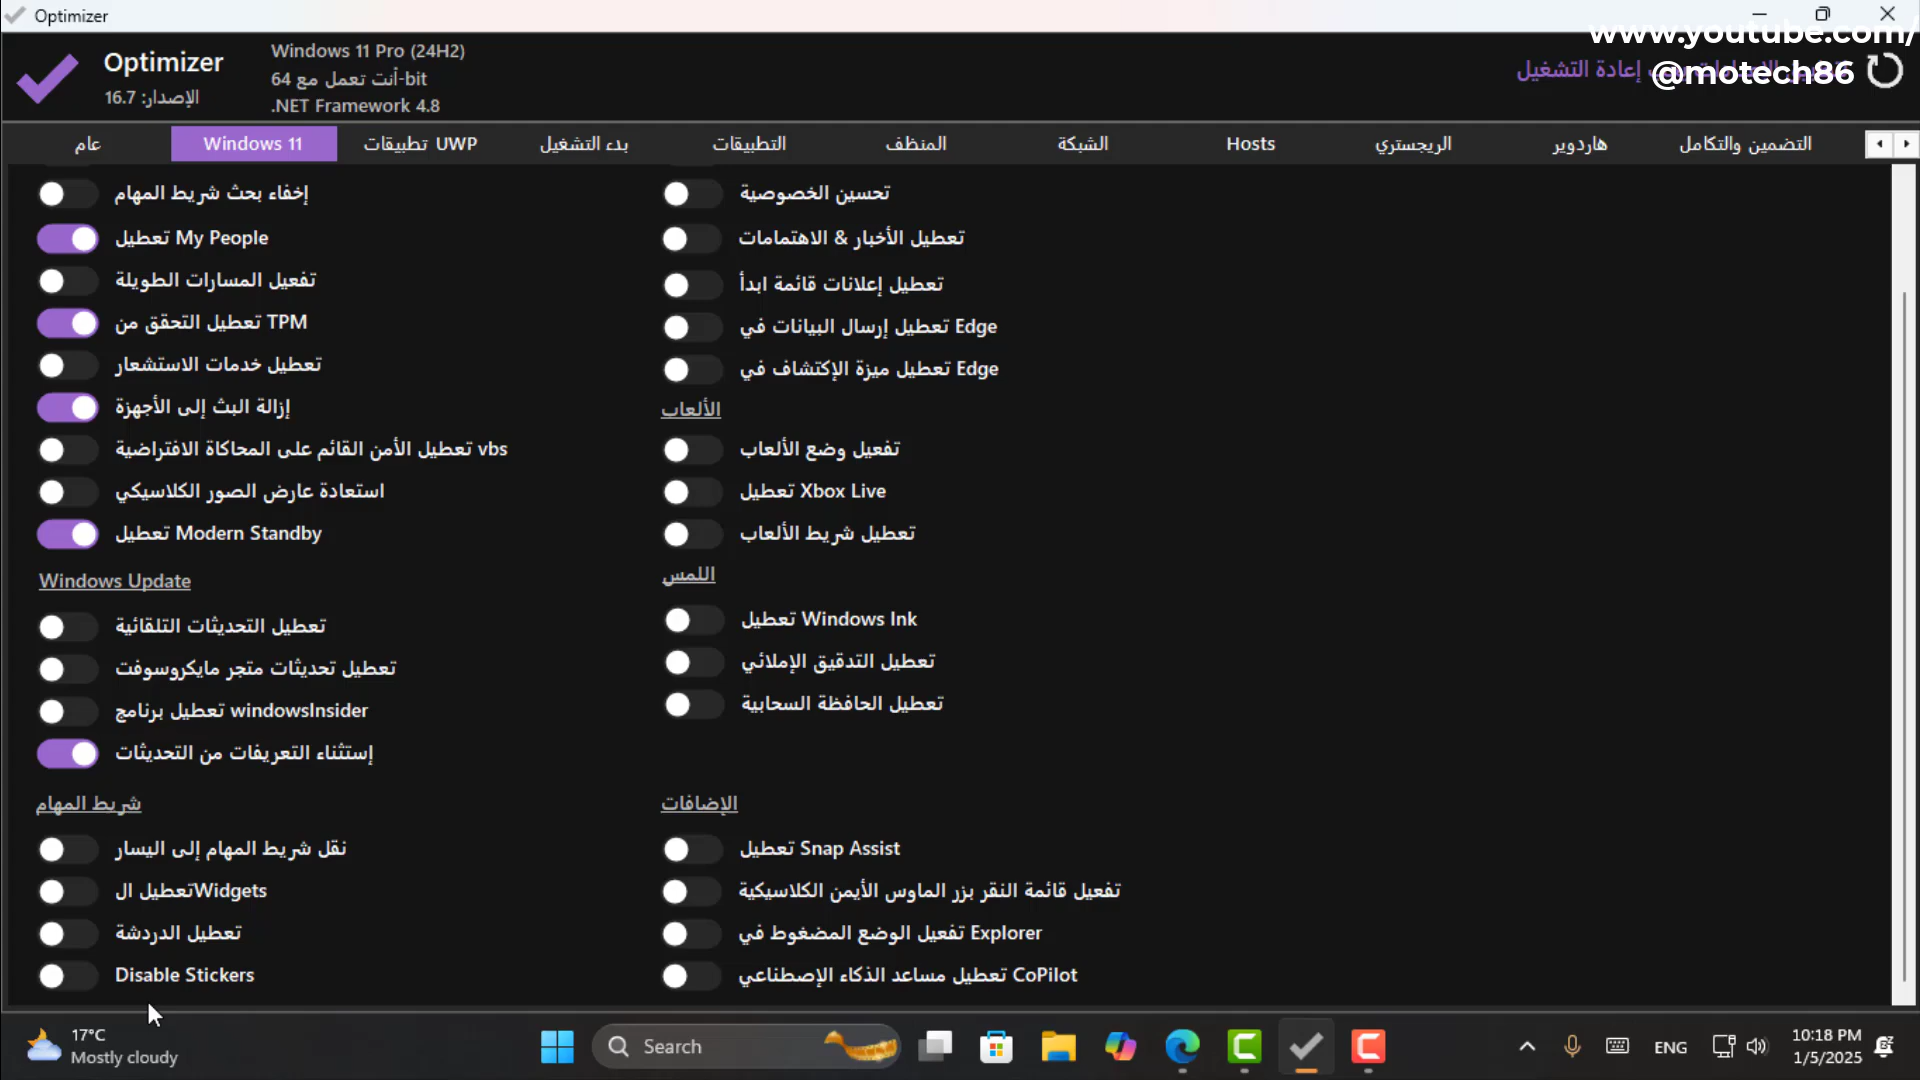 Optimizer
www.youtube.com/
@motech86
إعادة التشغيل
Optimizer
الإصدار: 16.7
Windows 11 Pro (24H2)
أنت تعمل مع 64-bit
.NET Framework 4.8
عام
Windows 11
تطبيقات UWP
بدء التشغيل
التطبيقات
المنظف
الشبكة
Hosts
الريجستري
هاردوير
التضمين والتكامل
إخفاء بحث شريط المهام
تعطيل My People
تفعيل المسارات الطويلة
تعطيل التحقق من TPM
تعطيل خدمات الاستشعار
إزالة البث إلى الأجهزة
تعطيل الأمن القائم على المحاكاة الافتراضية vbs
استعادة عارض الصور الكلاسيكي
تعطيل Modern Standby
Windows Update
تعطيل التحديثات التلقائية
تعطيل تحديثات متجر مايكروسوفت
تعطيل برنامج windowsInsider
إستثناء التعريفات من التحديثات
شريط المهام
نقل شريط المهام إلى اليسار
تعطيل الWidgets
تعطيل الدردشة
Disable Stickers
تحسين الخصوصية
تعطيل الأخبار & الاهتمامات
تعطيل إعلانات قائمة ابدأ
تعطيل إرسال البيانات في Edge
تعطيل ميزة الإكتشاف في Edge
الألعاب
تفعيل وضع الألعاب
تعطيل Xbox Live
تعطيل شريط الألعاب
اللمس
تعطيل Windows Ink
تعطيل التدقيق الإملائي
تعطيل الحافظة السحابية
الإضافات
تعطيل Snap Assist
تفعيل قائمة النقر بزر الماوس الأيمن الكلاسيكية
تفعيل الوضع المضغوط في Explorer
تعطيل مساعد الذكاء الإصطناعي CoPilot
17°C
Mostly cloudy
Search
ENG
10:18 PM
1/5/2025